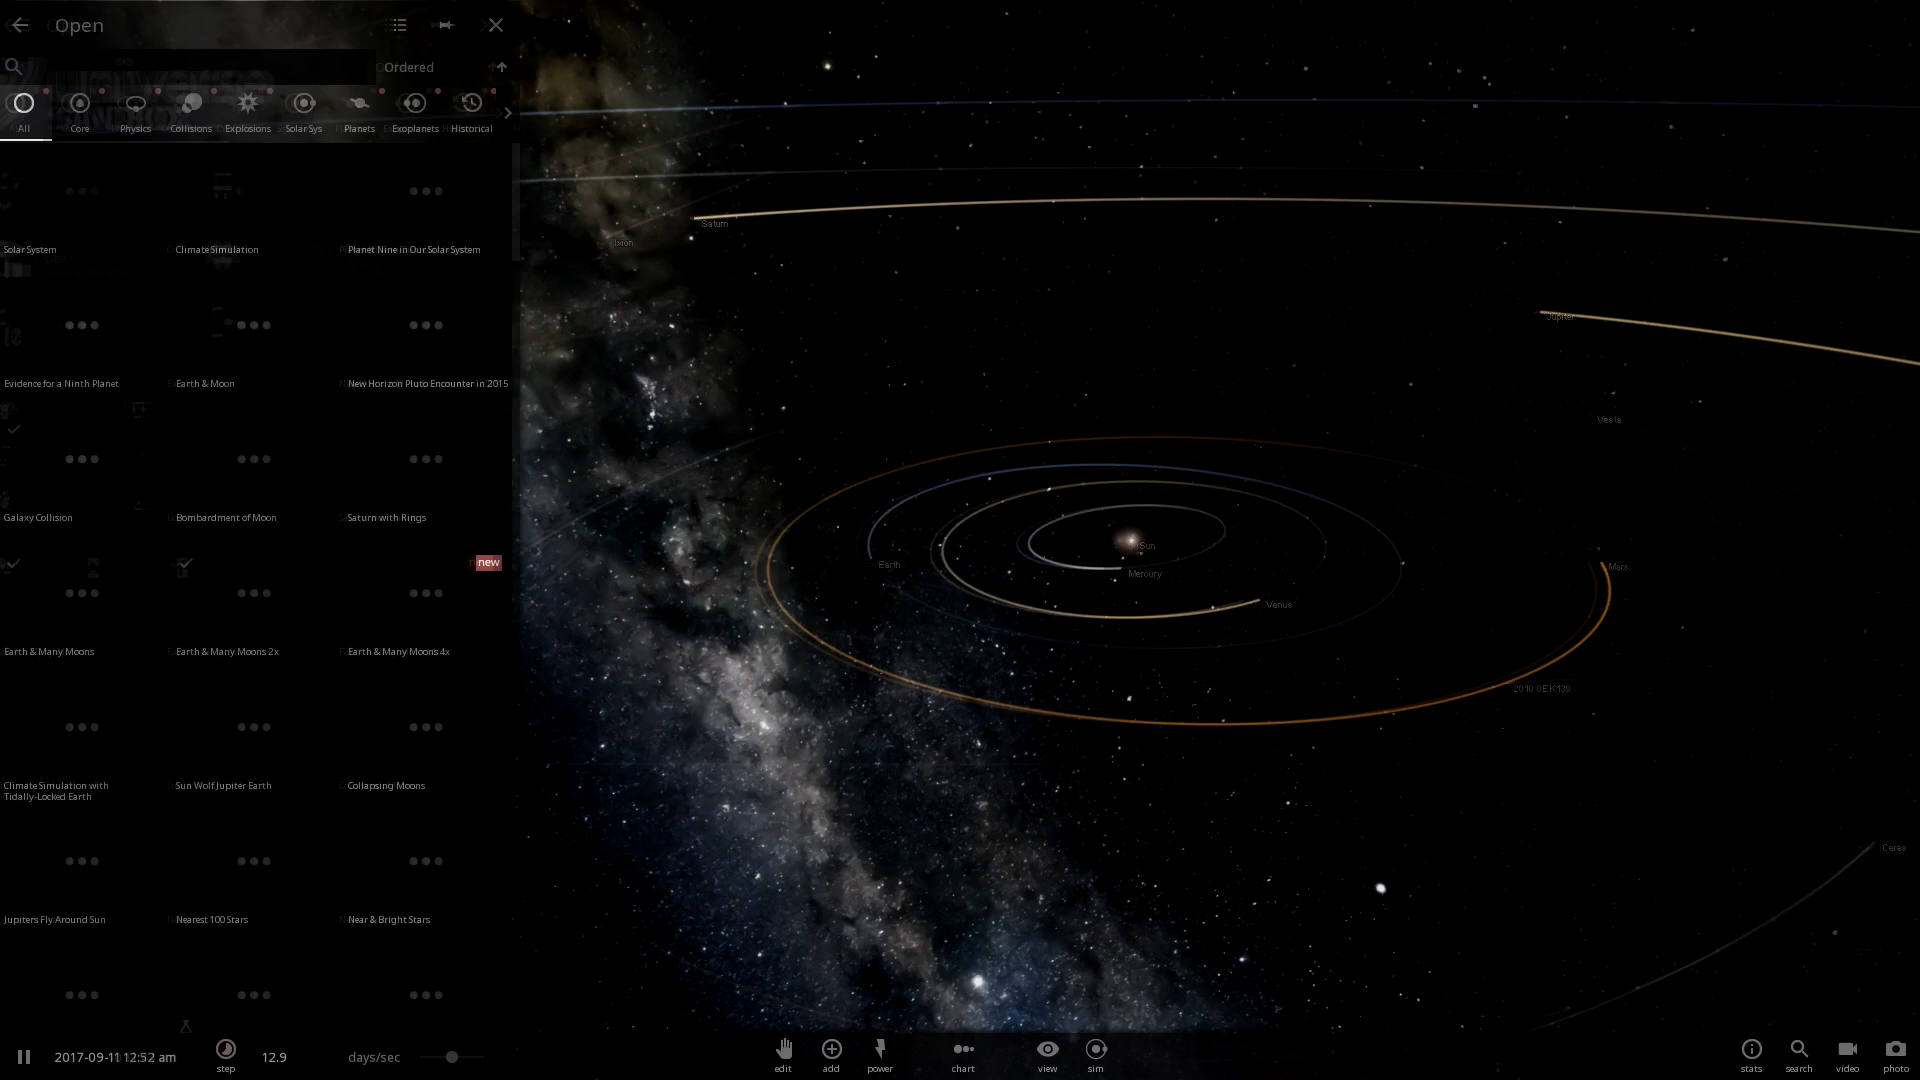 Open
Ordered
All Core Physics Collisions Explosions Solar Sys Planets Exoplanets Historical
Solar System Climate Simulation Planet Nine in Our Solar System
Evidence for a Ninth Planet Earth & Moon New Horizon Pluto Encounter in 2015
Galaxy Collision Bombardment of Moon Saturn with Rings
new
Earth & Many Moons Earth & Many Moons 2x Earth & Many Moons 4x
Climate Simulation with
Tidally-Locked Earth
Sun Wolf Jupiter Earth Collapsing Moons
Jupiters Fly Around Sun Nearest 100 Stars Near & Bright Stars
Saturn
Ixion
Jupiter
Vesta
Sun
Earth
Mercury
Mars
Venus
2010 EK139
Ceres
12:52 am
step
12.9 days/sec
edit add power chart view sim
stats search video photo